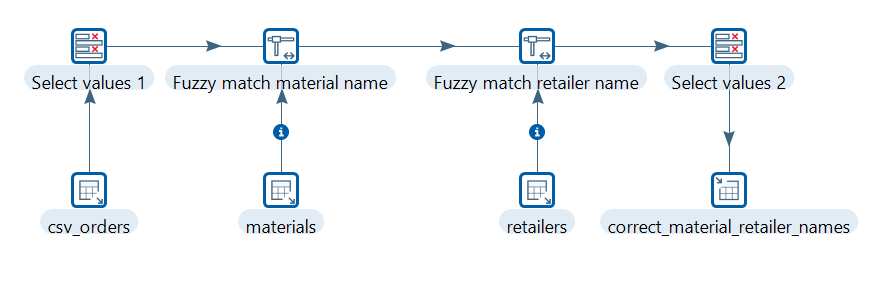 Select values 1
Fuzzy match material name
Fuzzy match retailer name
Select values 2
csv_orders
materials
retailers
correct_material_retailer_names